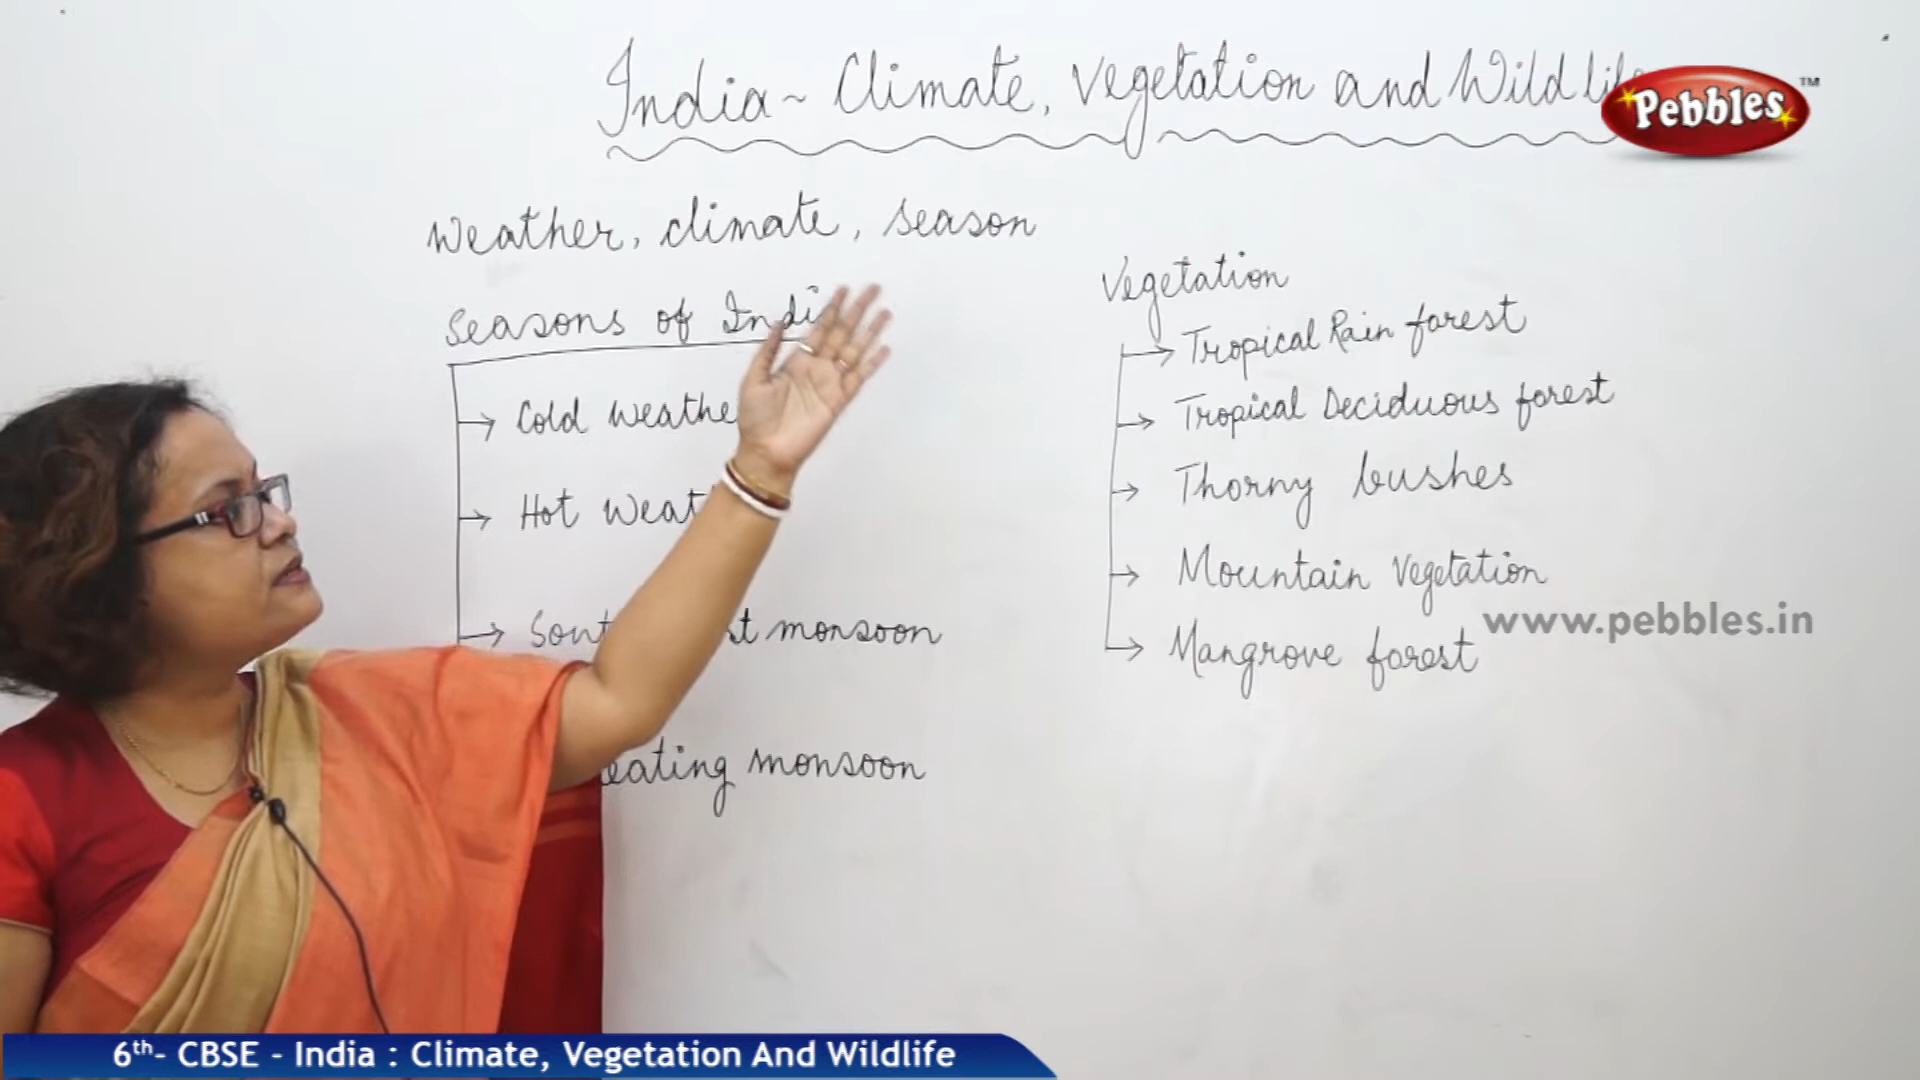 India ~ Climate, Vegetation and Wild
Pebbles™
Weather, climate, season
Seasons of
Cold
Hot
monsoon
monsoon
Vegetation
Tropical Rain forest
Tropical Deciduous forest
Thorny bushes
Mountain Vegetation
Mangrove forest
www.pebbles.in
6th- CBSE - India : Climate, Vegetation And Wildlife